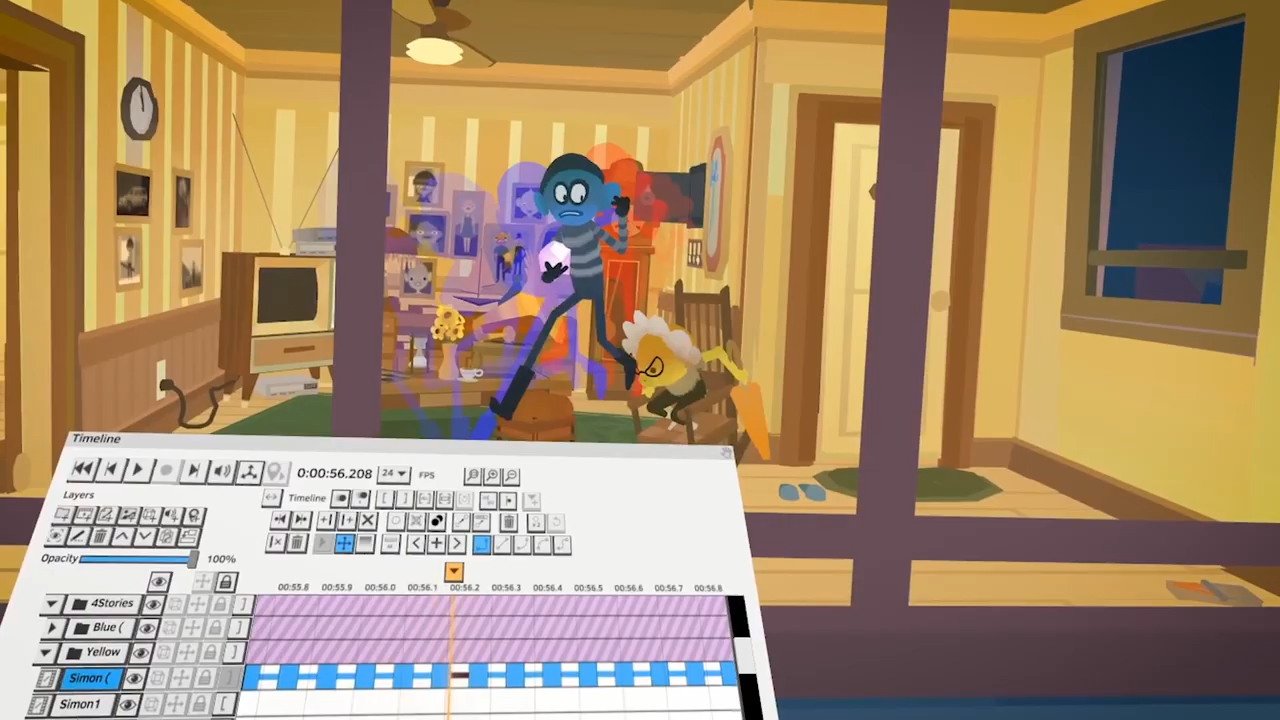 Timeline
0:00:56.208 24 FPS
Layers
Timeline
Opacity 100%
00:55.8 00:55.9 00:56.0 00:56.1 00:56.2 00:56.3 00:56.4 00:56.5 00:56.6 00:56.7 00:56.8
4Stories
Blue (
Yellow
Simon (
Simon1